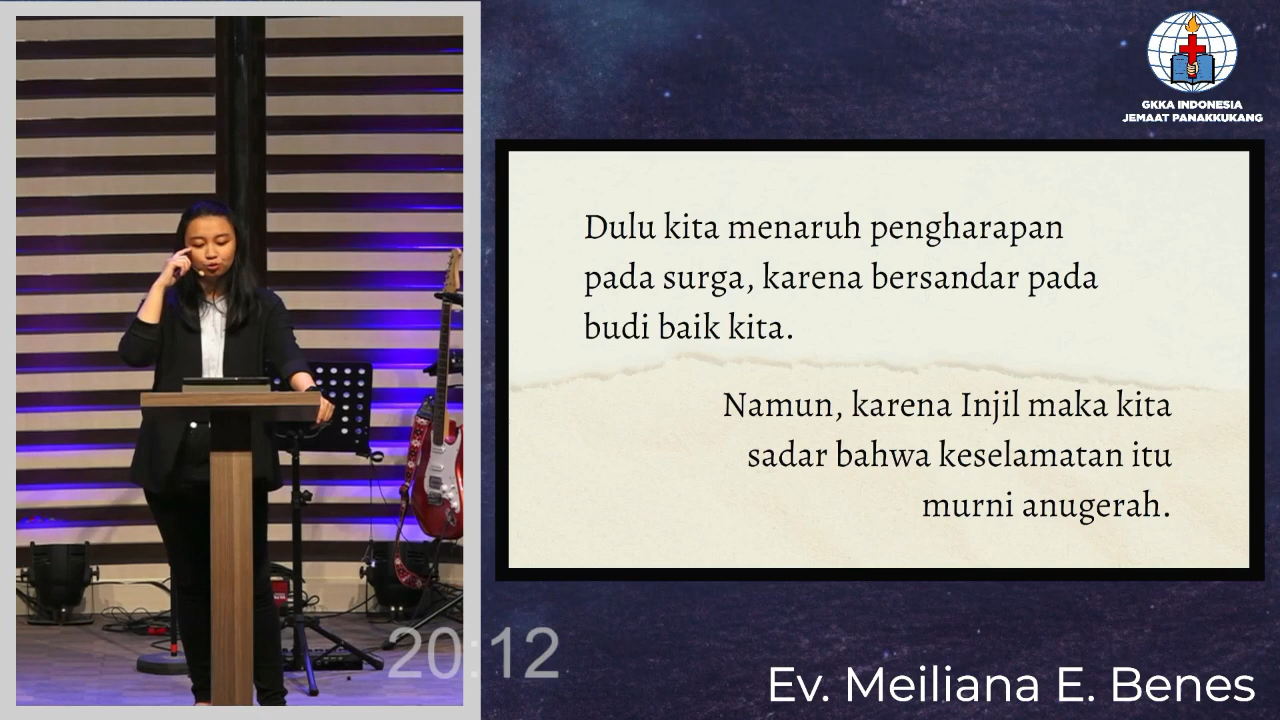 GKKA INDONESIA
JEMAAT PANAKKUKANG
Dulu kita menaruh pengharapan
pada surga, karena bersandar pada
budi baik kita.
Namun, karena Injil maka kita
sadar bahwa keselamatan itu
murni anugerah.
20:12
Ev. Meiliana E. Benes